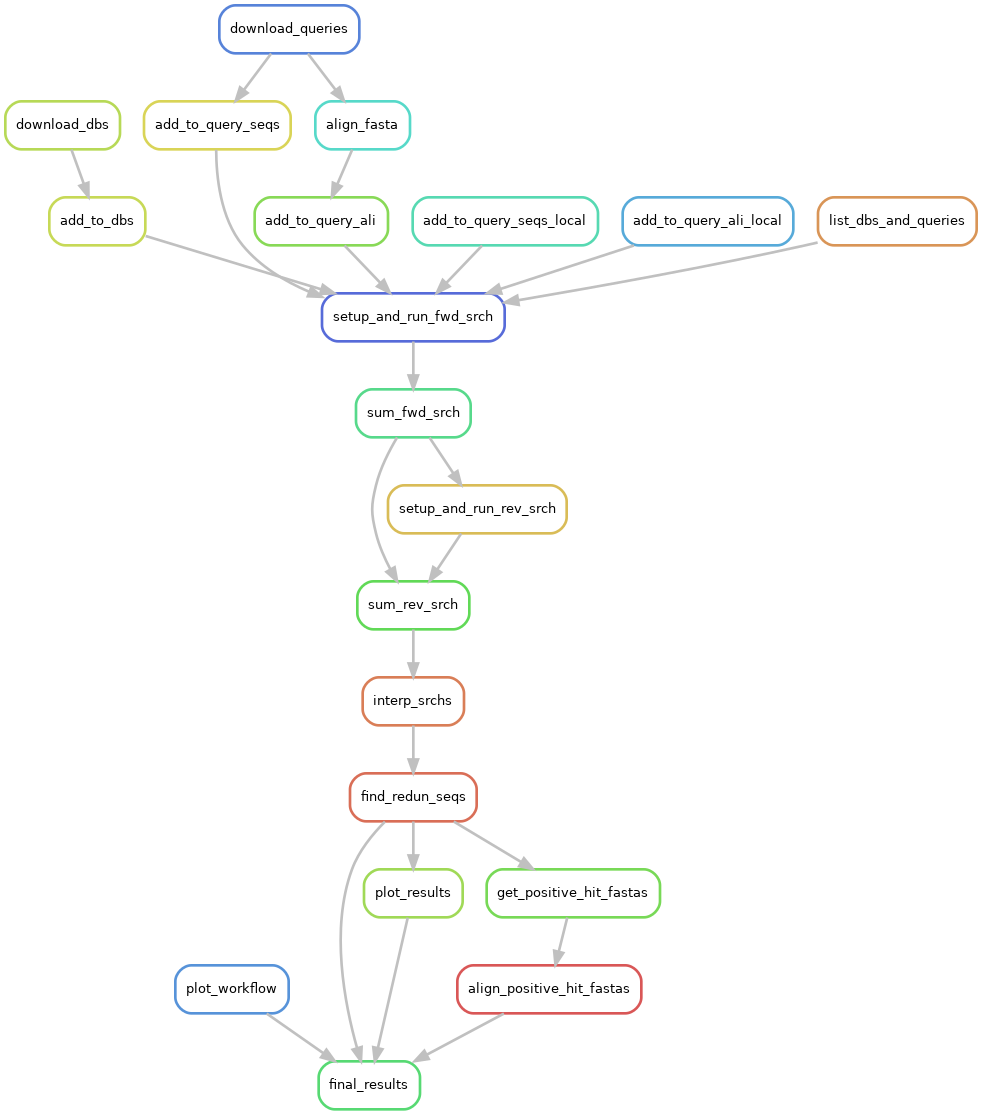 download_queries
download_dbs
add_to_query_seqs
align_fasta
add_to_dbs
add_to_query_ali
add_to_query_seqs_local
add_to_query_ali_local
list_dbs_and_queries
setup_and_run_fwd_srch
sum_fwd_srch
setup_and_run_rev_srch
sum_rev_srch
interp_srchs
find_redun_seqs
plot_results
get_positive_hit_fastas
plot_workflow
align_positive_hit_fastas
final_results